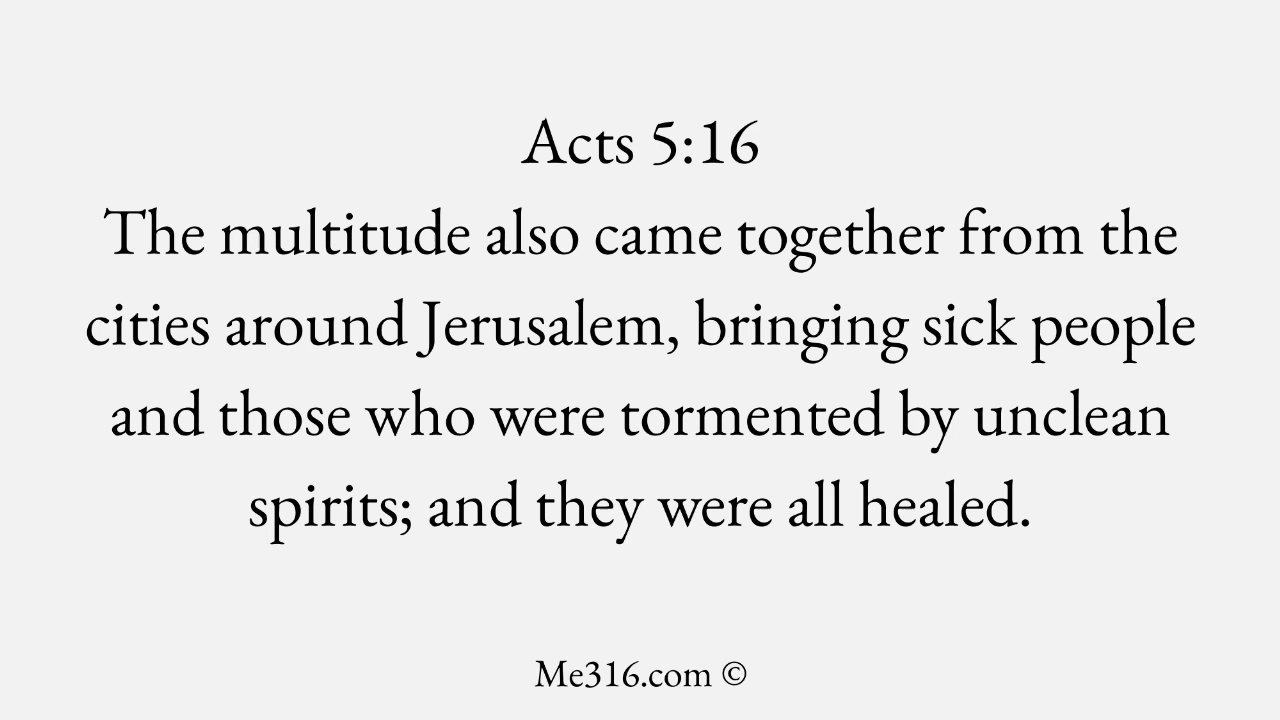 Acts 5:16
The multitude also came together from the
cities around Jerusalem, bringing sick people
and those who were tormented by unclean
spirits; and they were all healed.
Me316.com ©